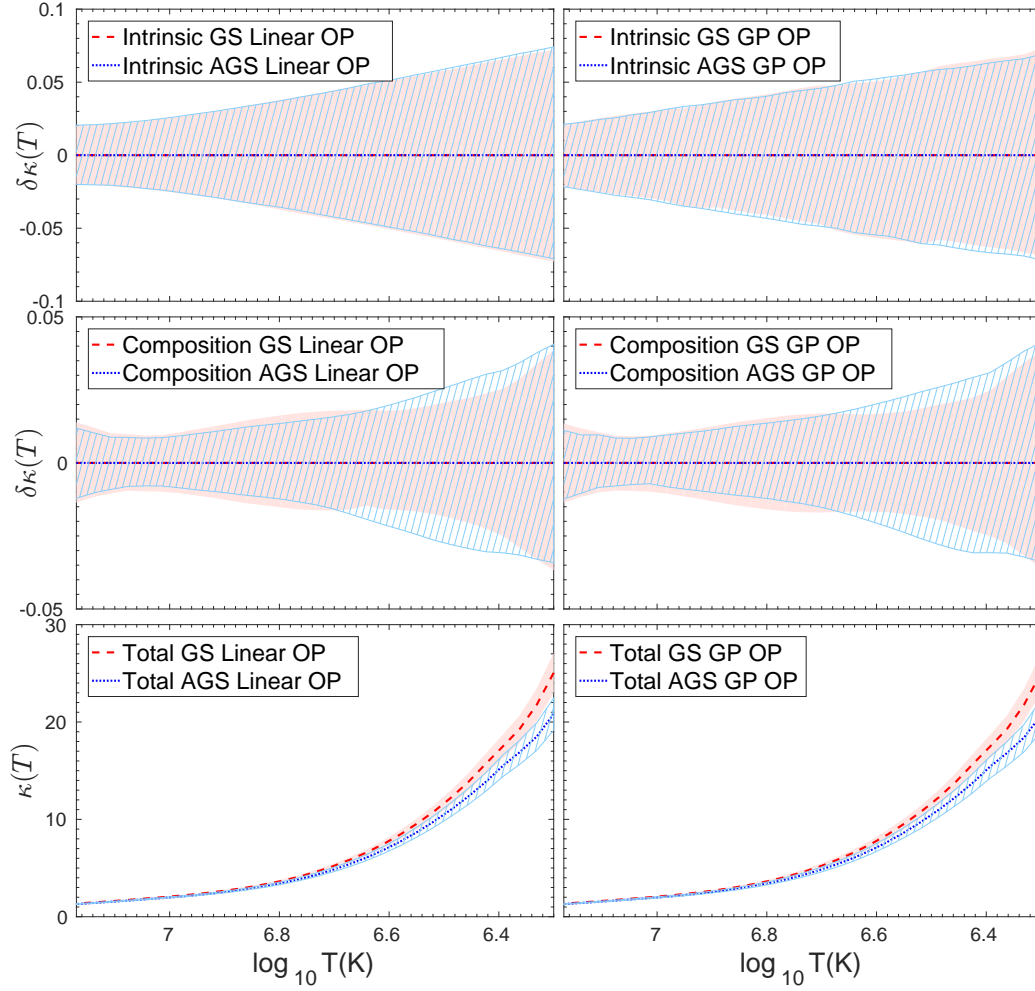 0.1
0.05
0
-0.05
-0.1
δκ(T)
Intrinsic GS Linear OP
Intrinsic AGS Linear OP
Intrinsic GS GP OP
Intrinsic AGS GP OP
0.05
0
-0.05
δκ(T)
Composition GS Linear OP
Composition AGS Linear OP
Composition GS GP OP
Composition AGS GP OP
30
20
10
0
κ(T)
Total GS Linear OP
Total AGS Linear OP
Total GS GP OP
Total AGS GP OP
7 6.8 6.6 6.4
7 6.8 6.6 6.4
log 10 T(K)
log 10 T(K)